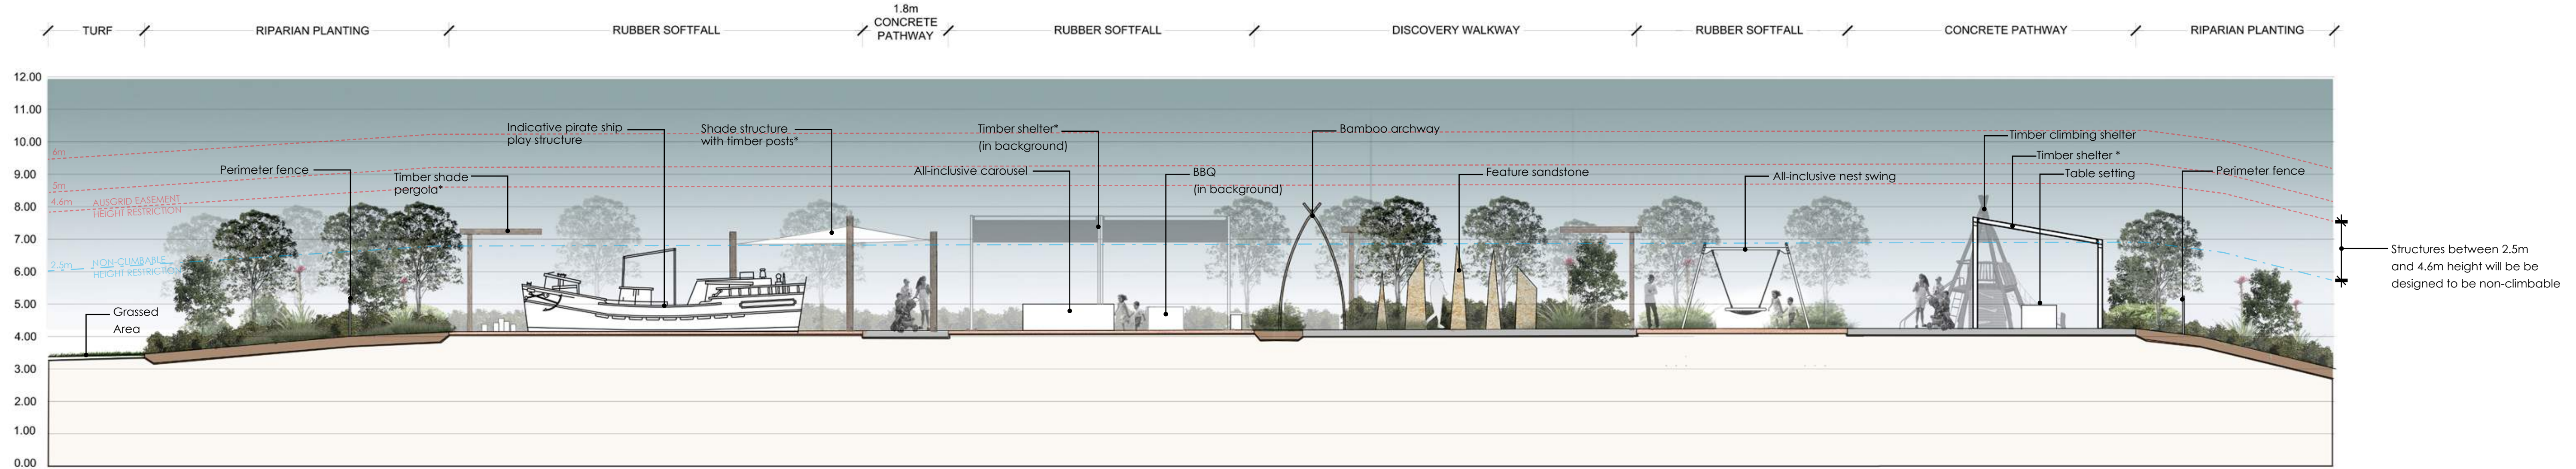 TURF
RIPARIAN PLANTING
RUBBER SOFTFALL
1.8m
CONCRETE
PATHWAY
RUBBER SOFTFALL
DISCOVERY WALKWAY
RUBBER SOFTFALL
CONCRETE PATHWAY
RIPARIAN PLANTING
12.00
11.00
10.00
9.00
8.00
7.00
6.00
5.00
4.00
3.00
2.00
1.00
0.00
6m
5m
4.6m
AUSGRID EASEMENT
HEIGHT RESTRICTION
2.5m
NON-CLIMBABLE
HEIGHT RESTRICTION
Grassed
Area
Perimeter fence
Timber shade
pergola*
Indicative pirate ship
play structure
Shade structure
with timber posts*
Timber shelter*
(in background)
All-inclusive carousel
BBQ
(in background)
Bamboo archway
Feature sandstone
All-inclusive nest swing
Timber climbing shelter
Timber shelter *
Table setting
Perimeter fence
Structures between 2.5m
and 4.6m height will be be
designed to be non-climbable